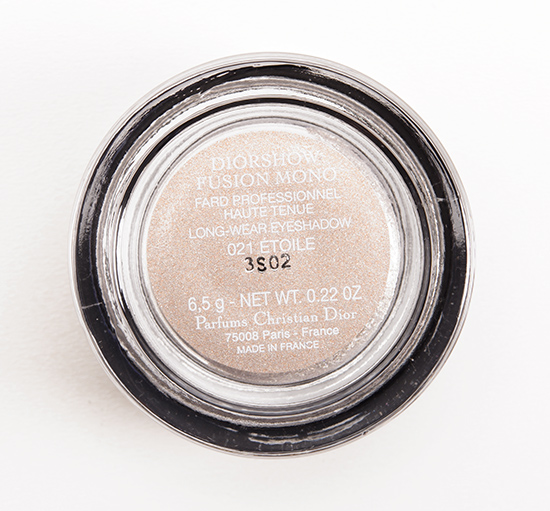 DIORSHOW
FUSION MONO
FARD PROFESSIONNEL
HAUTE TENUE
LONG-WEAR EYESHADOW
021 ÉTOILE
3S02
6,5 g - NET WT. 0.22 OZ.
Parfums Christian Dior
75008 Paris - France
MADE IN FRANCE